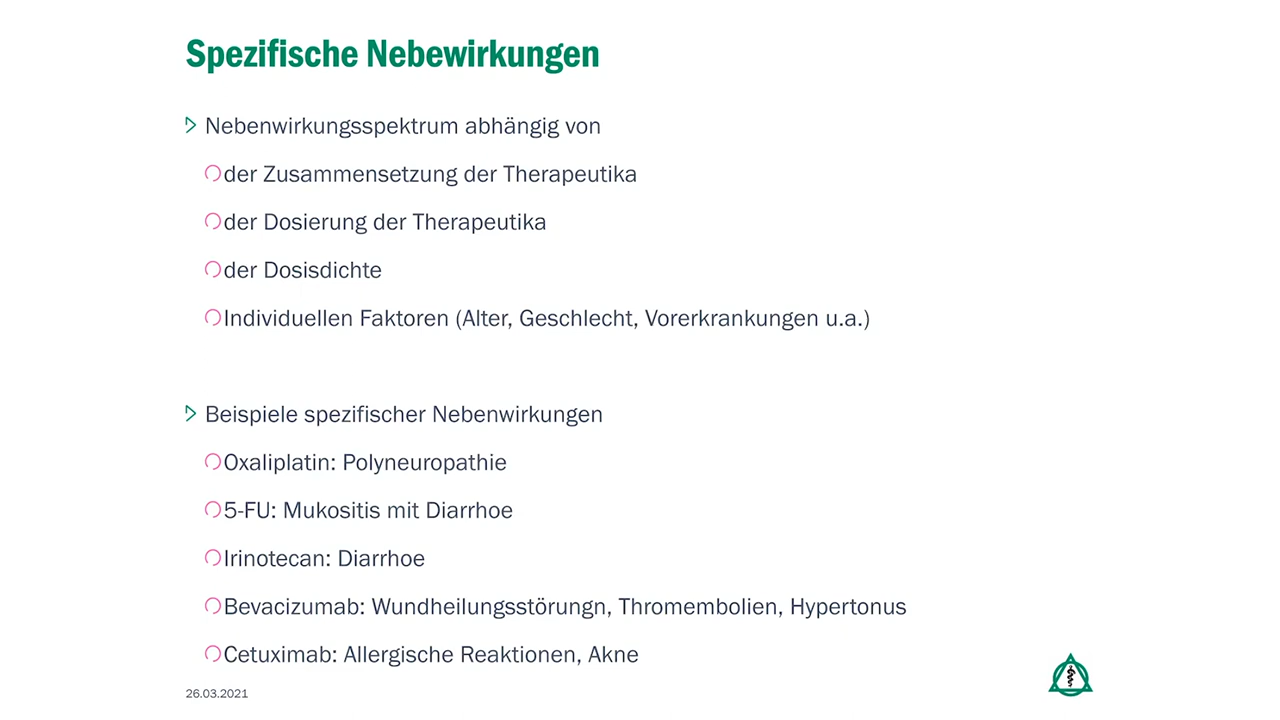 Spezifische Nebewirkungen
Nebenwirkungsspektrum abhängig von
der Zusammensetzung der Therapeutika
der Dosierung der Therapeutika
der Dosisdichte
Individuellen Faktoren (Alter, Geschlecht, Vorerkrankungen u.a.)
Beispiele spezifischer Nebenwirkungen
Oxaliplatin: Polyneuropathie
5-FU: Mukositis mit Diarrhoe
Irinotecan: Diarrhoe
Bevacizumab: Wundheilungsstörungn, Thromembolien, Hypertonus
Cetuximab: Allergische Reaktionen, Akne
26.03.2021